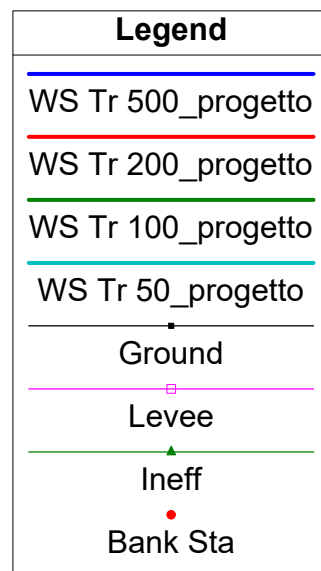 Legend
WS Tr 500_progetto
WS Tr 200_progetto
WS Tr 100_progetto
WS Tr 50_progetto
Ground
Levee
Ineff
Bank Sta